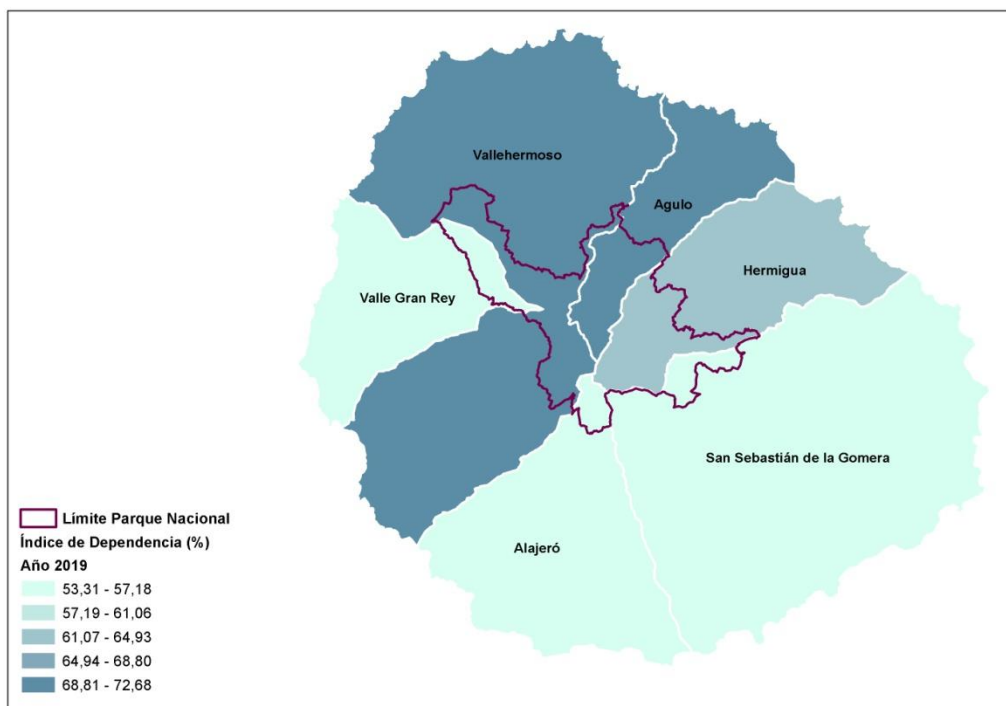 Vallehermoso
Agulo
Hermigua
Valle Gran Rey
San Sebastián de la Gomera
Alajeró
Límite Parque Nacional
Índice de Dependencia (%)
Año 2019
53,31 - 57,18
57,19 - 61,06
61,07 - 64,93
64,94 - 68,80
68,81 - 72,68